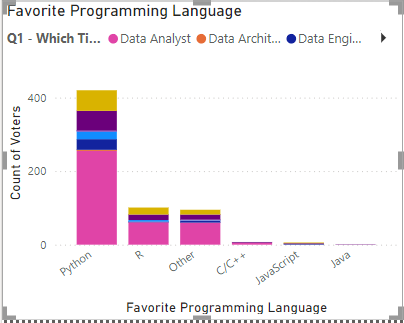 Favorite Programming Language
Q1 - Which Ti... Data Analyst Data Archit... Data Engi...
Count of Voters
400
200
0
Python
R
Other
C/C++
JavaScript
Java
Favorite Programming Language